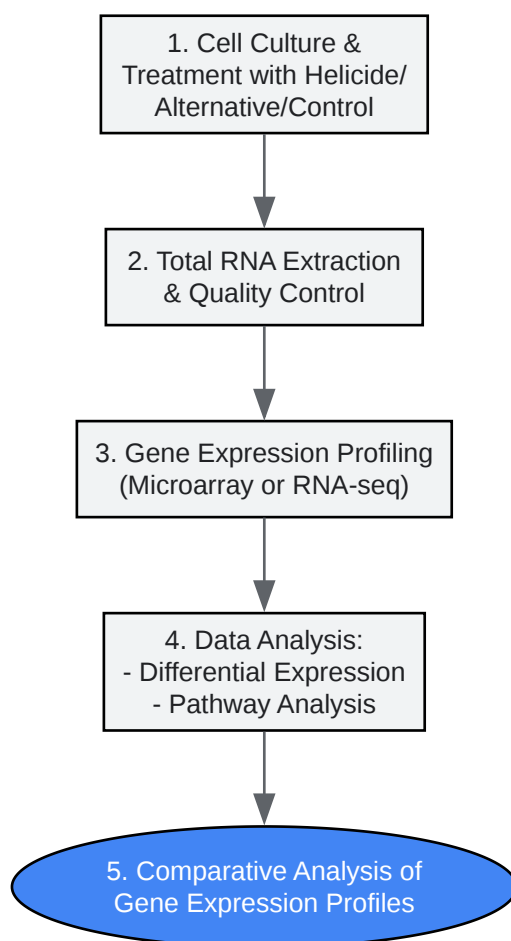 1. Cell Culture &
Treatment with Helicide/
Alternative/Control
2. Total RNA Extraction
& Quality Control
3. Gene Expression Profiling
(Microarray or RNA-seq)
4. Data Analysis:
- Differential Expression
- Pathway Analysis
5. Comparative Analysis of
Gene Expression Profiles